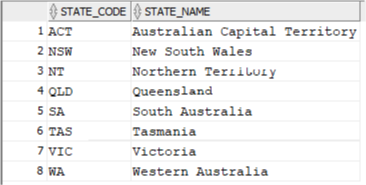 STATE_CODE STATE_NAME
1 ACT Australian Capital Territory
2 NSW New South Wales
3 NT Northern Territory
4 QLD Queensland
5 SA South Australia
6 TAS Tasmania
7 VIC Victoria
8 WA Western Australia